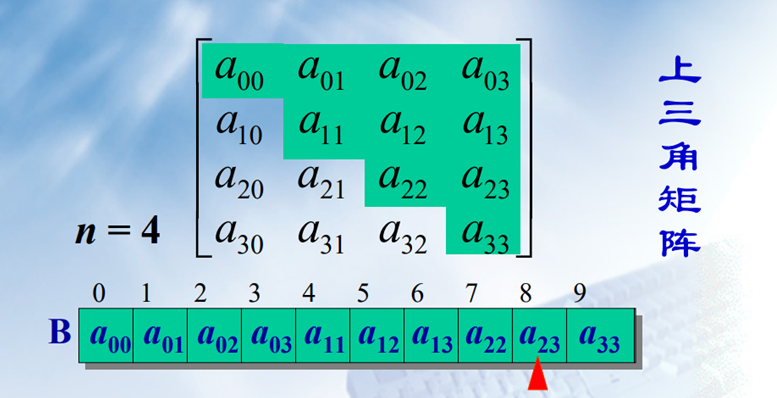 a₀₀ a₀₁ a₀₂ a₀₃
a₁₀ a₁₁ a₁₂ a₁₃
a₂₀ a₂₁ a₂₂ a₂₃
n = 4
a₃₀ a₃₁ a₃₂ a₃₃
上三角矩阵
0 1 2 3 4 5 6 7 8 9
B a₀₀ a₀₁ a₀₂ a₀₃ a₁₁ a₁₂ a₁₃ a₂₂ a₂₃ a₃₃